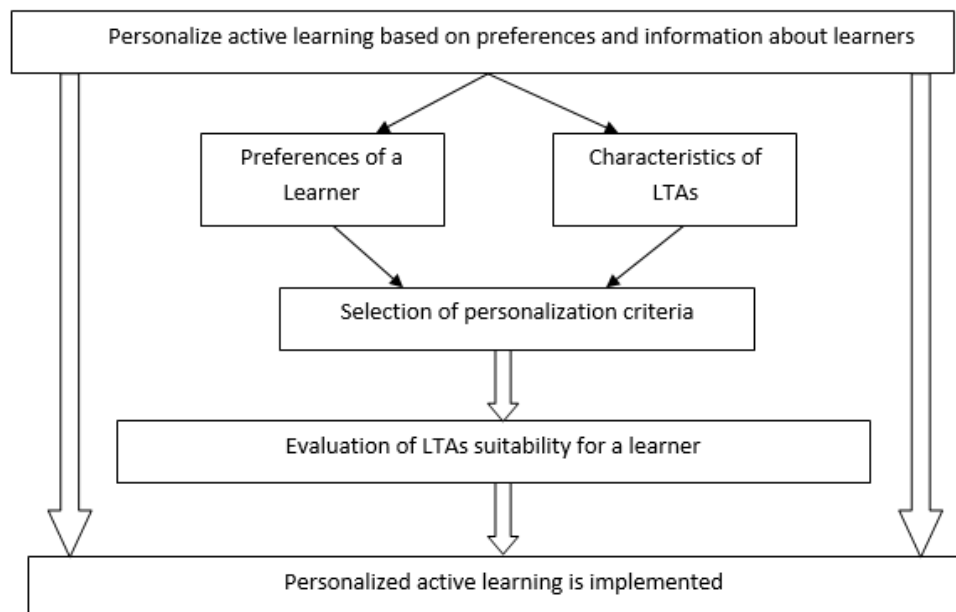 Personalize active learning based on preferences and information about learners
Preferences of a
Learner
Characteristics of
LTAs
Selection of personalization criteria
Evaluation of LTAs suitability for a learner
Personalized active learning is implemented